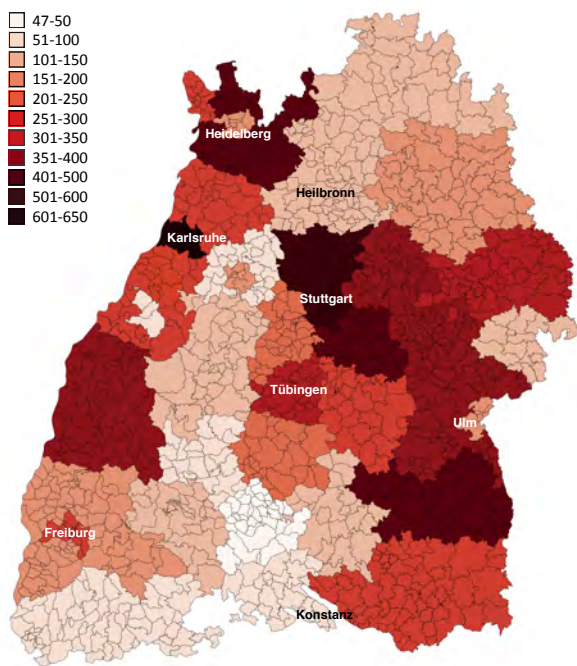 47-50
51-100
101-150
151-200
201-250
251-300
301-350
351-400
401-500
501-600
601-650
Heidelberg
Heilbronn
Karlsruhe
Stuttgart
Tübingen
Ulm
Freiburg
Konstanz